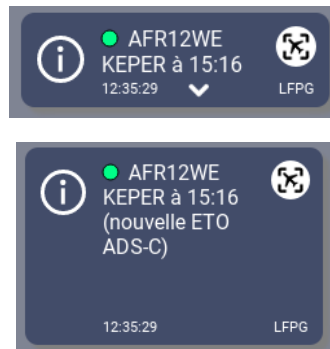 AFR12WE
KEPER à 15:16
12:35:29
LFPG
AFR12WE
KEPER à 15:16
(nouvelle ETO
ADS-C)
12:35:29
LFPG